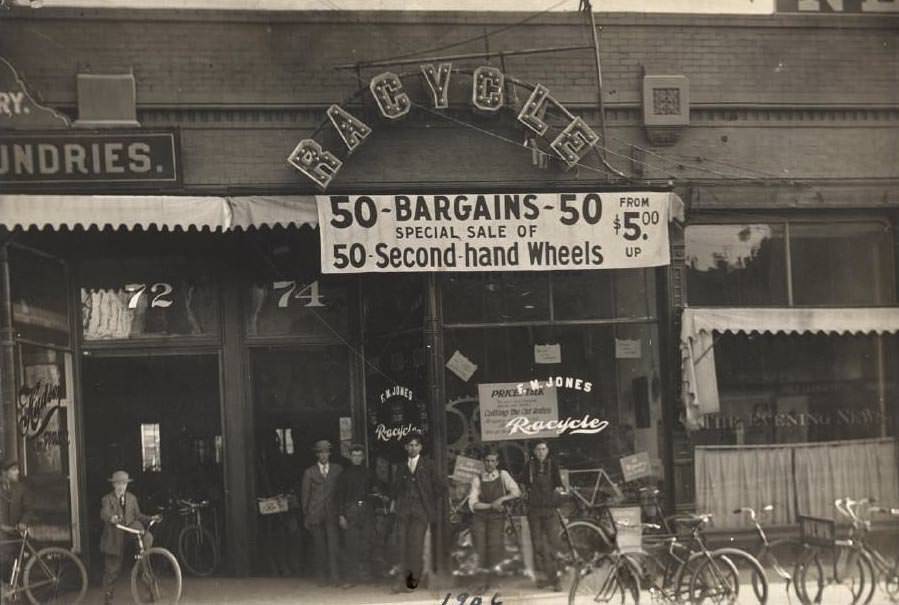 RY.
UNDRIES.
RACYCLE
50-BARGAINS-50
SPECIAL SALE OF
50-Second-hand Wheels
FROM
$5.00
UP
72
74
F.M.JONES
Racycle
F.M.JONES
Racycle
PRICE TALK
THE EVENING NEWS
1906